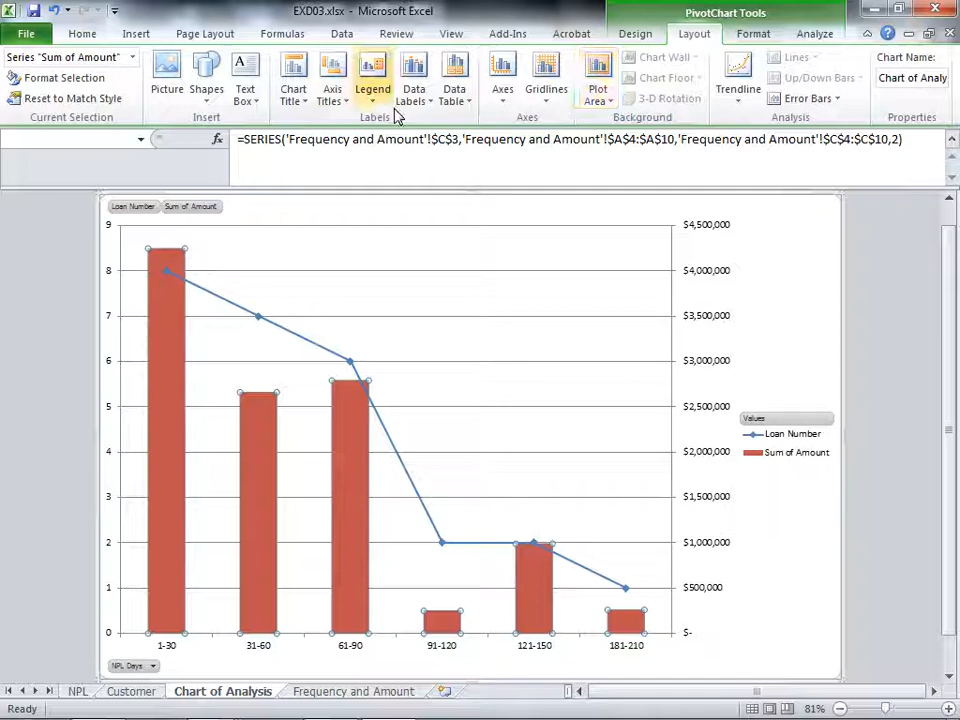 EXD03.xlsx - Microsoft Excel
PivotChart Tools
File Home Insert Page Layout Formulas Data Review View Add-Ins Acrobat Design Layout Format Analyze
Series "Sum of Amount"
Format Selection
Reset to Match Style
Current Selection
Picture
Shapes
Text
Box
Insert
Chart
Title
Axis
Titles
Legend
Data
Labels
Data
Table
Labels
Axes
Gridlines
Axes
Plot
Area
Chart Wall
Chart Floor
3-D Rotation
Background
Trendline
Lines
Up/Down Bars
Error Bars
Analysis
Chart Name:
Chart of Analy
Properties
=SERIES('Frequency and Amount'!$C$3,'Frequency and Amount'!$A$4:$A$10,'Frequency and Amount'!$C$4:$C$10,2)
Loan Number Sum of Amount
9 $4,500,000
8 $4,000,000
7 $3,500,000
6 $3,000,000
5 $2,500,000
4 $2,000,000
3 $1,500,000
2 $1,000,000
1 $500,000
0 $-
Values
Loan Number
Sum of Amount
1-30 31-60 61-90 91-120 121-150 181-210
NPL Days
NPL Customer Chart of Analysis Frequency and Amount
Ready 81%